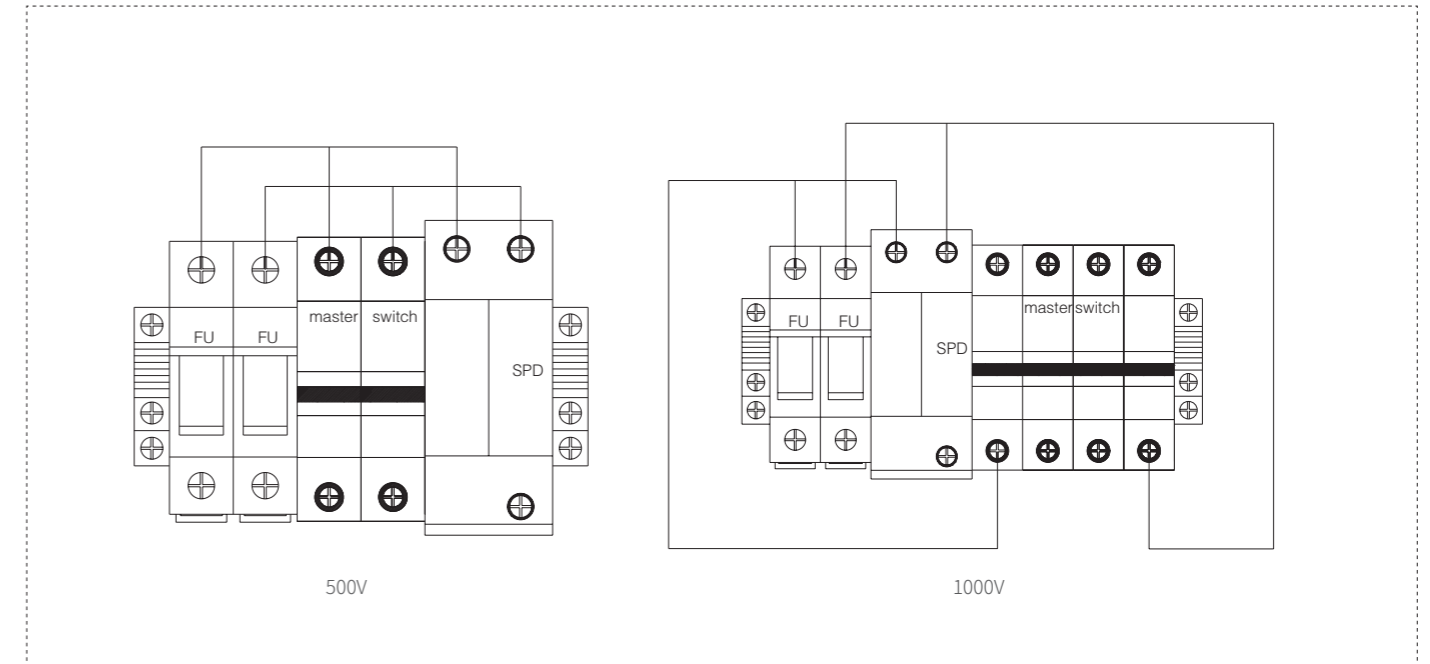 master switch
FU FU
SPD
500V
master switch
FU FU
SPD
1000V